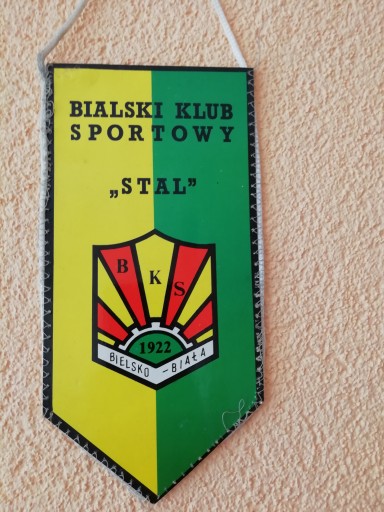 BIALSKI KLUB
SPORTOWY
„STAL”
B K S
1922
BIELSKO - BIAŁA